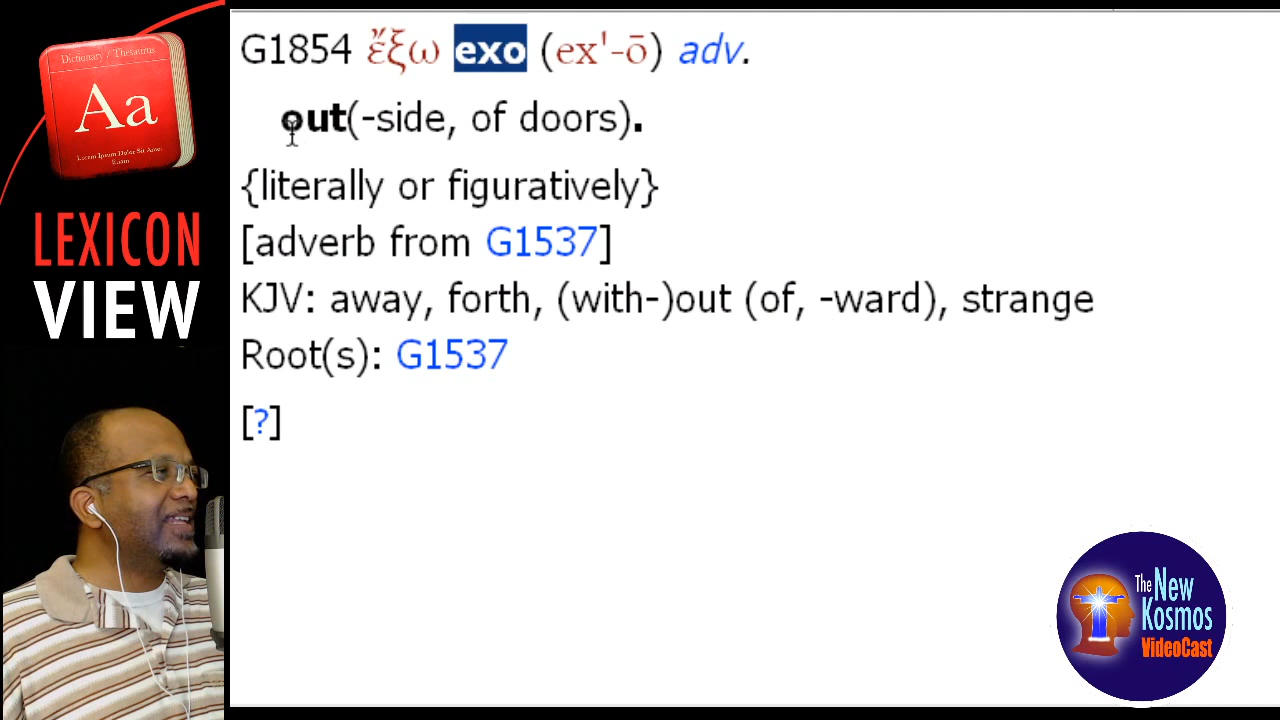 Dictionary / Thesaurus
Aa
LEXICON
VIEW
G1854 ἔξω exo (ex'-ō) adv.
out(-side, of doors).
{literally or figuratively}
[adverb from G1537]
KJV: away, forth, (with-)out (of, -ward), strange
Root(s): G1537
[?]
The New
Kosmos
VideoCast